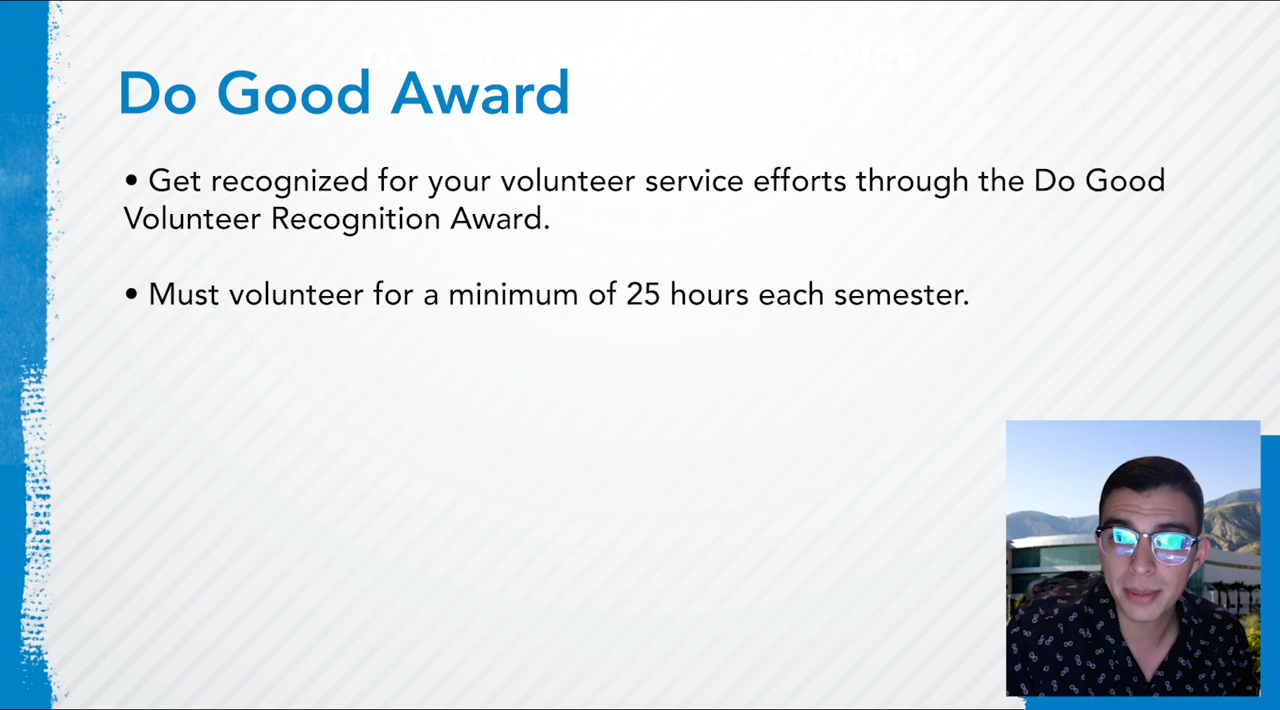 Do Good Award
• Get recognized for your volunteer service efforts through the Do Good
Volunteer Recognition Award.
• Must volunteer for a minimum of 25 hours each semester.